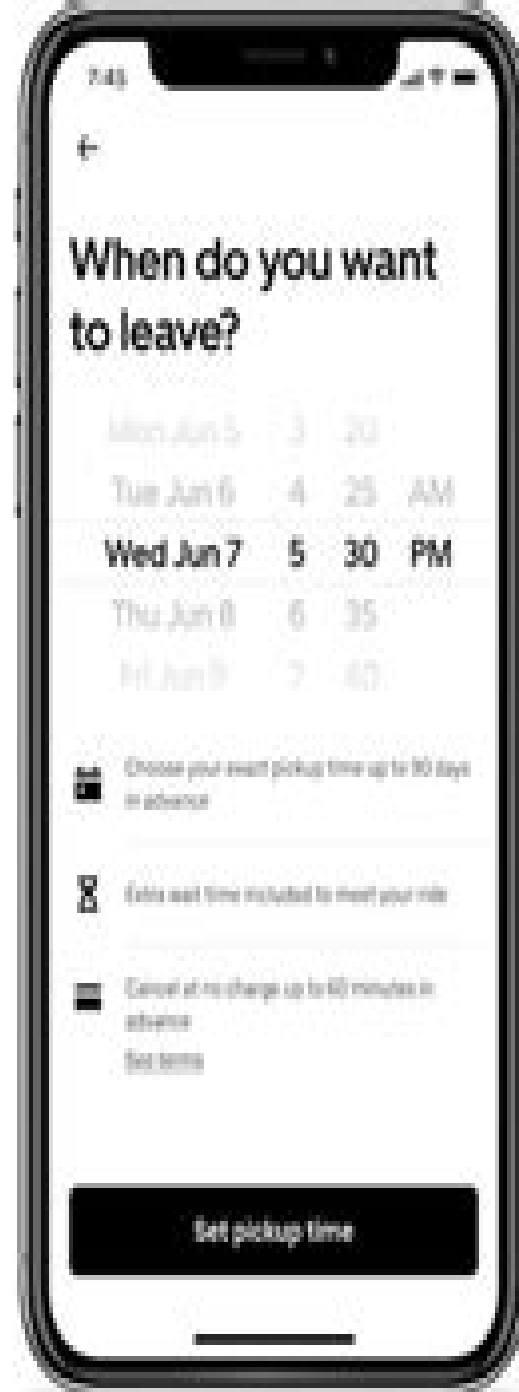 7:45
When do you want
to leave?
Mon Jun 5 3 20
Tue Jun 6 4 25 AM
Wed Jun 7 5 30 PM
Thu Jun 8 6 35
Fri Jun 9 7 40
Choose your exact pickup time up to 90 days
in advance
Extra wait time included to meet your ride
Cancel at no charge up to 60 minutes in
advance
See terms
Set pickup time